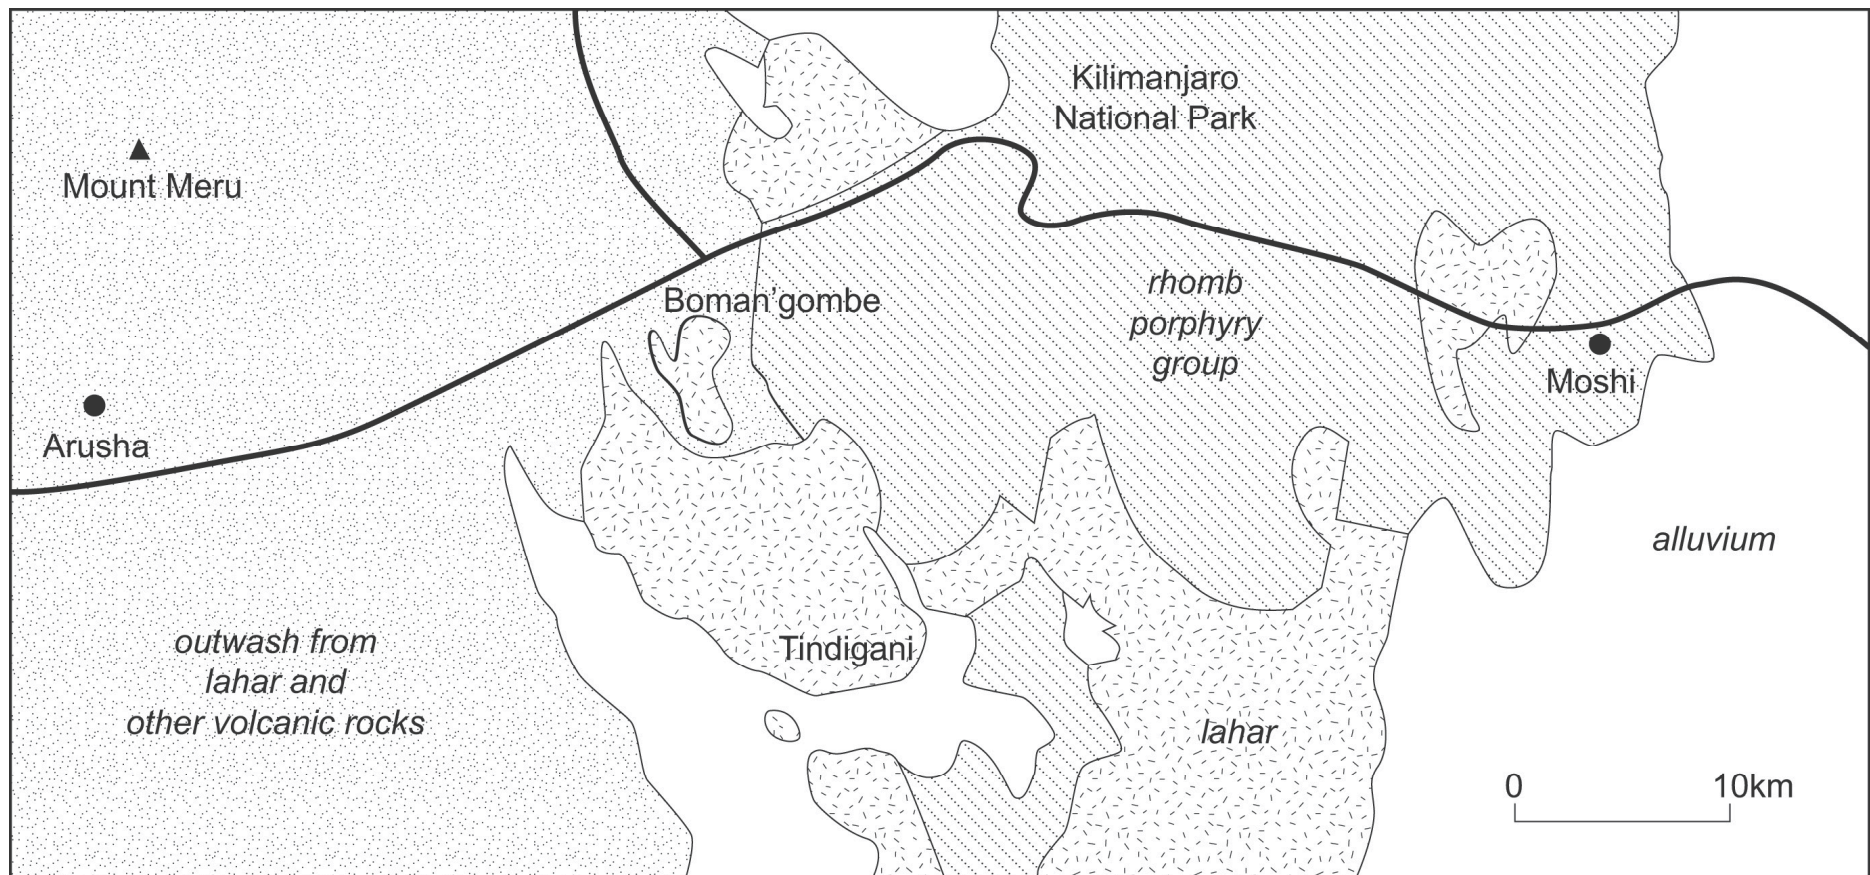 Kilimanjaro
National Park
Mount Meru
rhomb
porphyry
group
Boman’gombe
Moshi
Arusha
alluvium
outwash from
lahar and
other volcanic rocks
Tindigani
lahar
0 10km